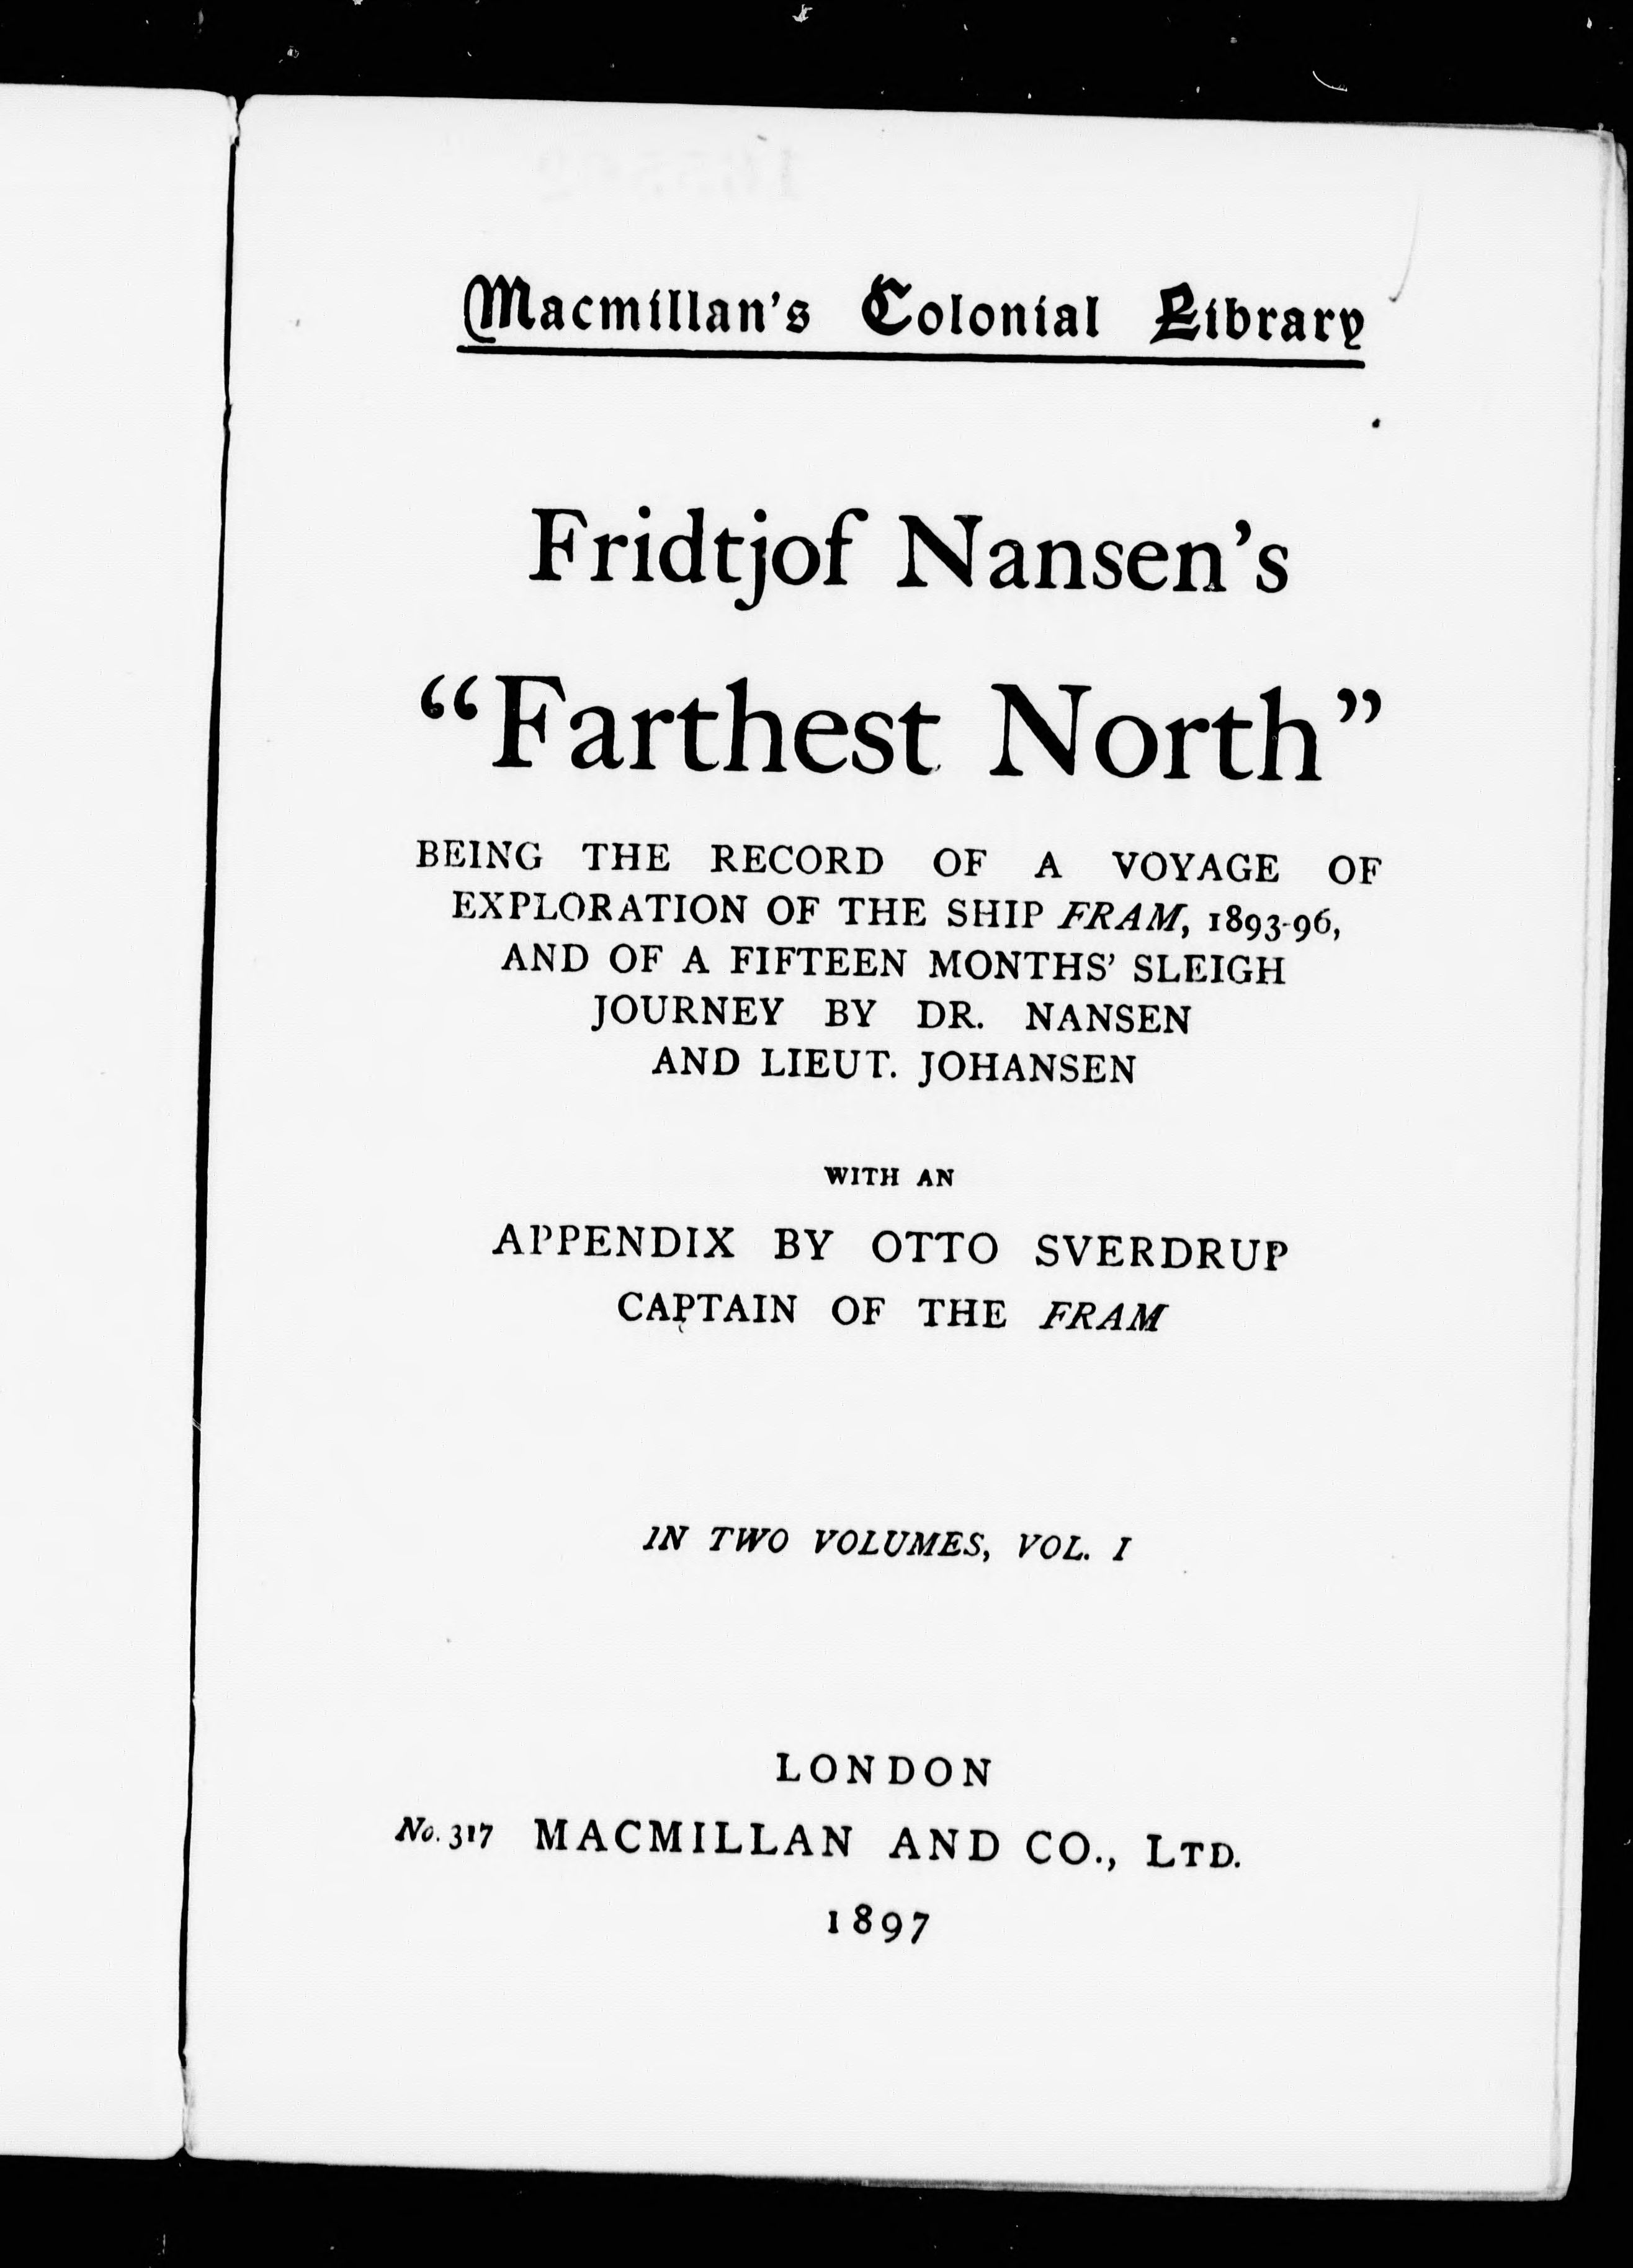 Macmillan's Colonial Library
Fridtjof Nansen's
“Farthest North”
BEING THE RECORD OF A VOYAGE OF
EXPLORATION OF THE SHIP FRAM, 1893-96,
AND OF A FIFTEEN MONTHS' SLEIGH
JOURNEY BY DR. NANSEN
AND LIEUT. JOHANSEN
WITH AN
APPENDIX BY OTTO SVERDRUP
CAPTAIN OF THE FRAM
IN TWO VOLUMES, VOL. I
LONDON
No. 317 MACMILLAN AND CO., LTD.
1897